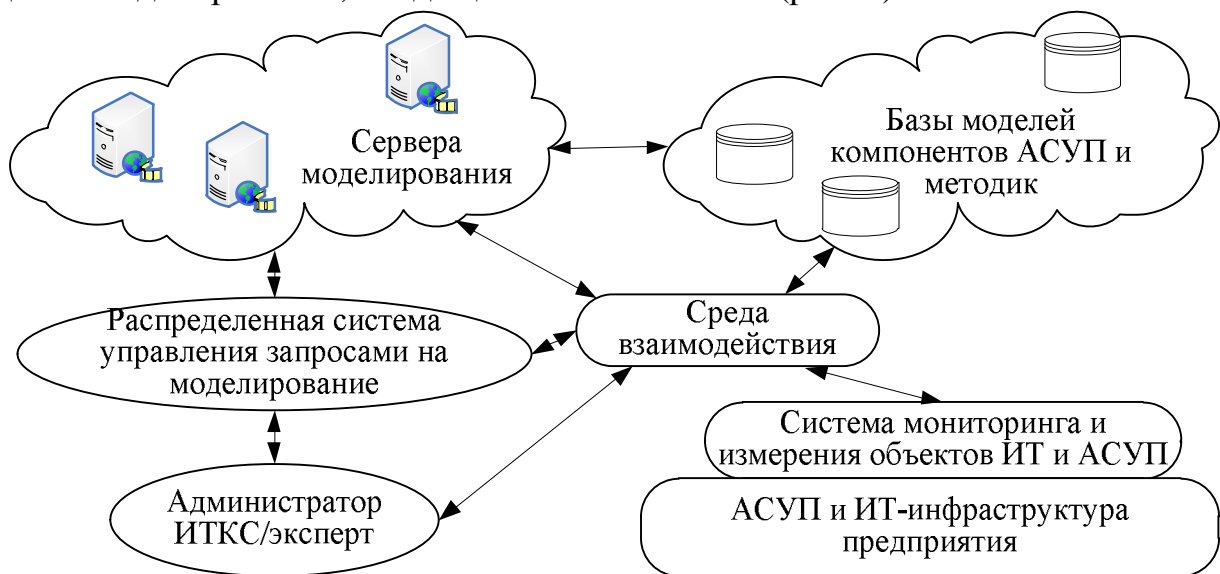 Сервера
моделирования
Базы моделей
компонентов АСУП и
методик
Распределенная система
управления запросами на
моделирование
Среда
взаимодействия
Система мониторинга и
измерения объектов ИТ и АСУП
Администратор
ИТКС/эксперт
АСУП и ИТ-инфраструктура
предприятия